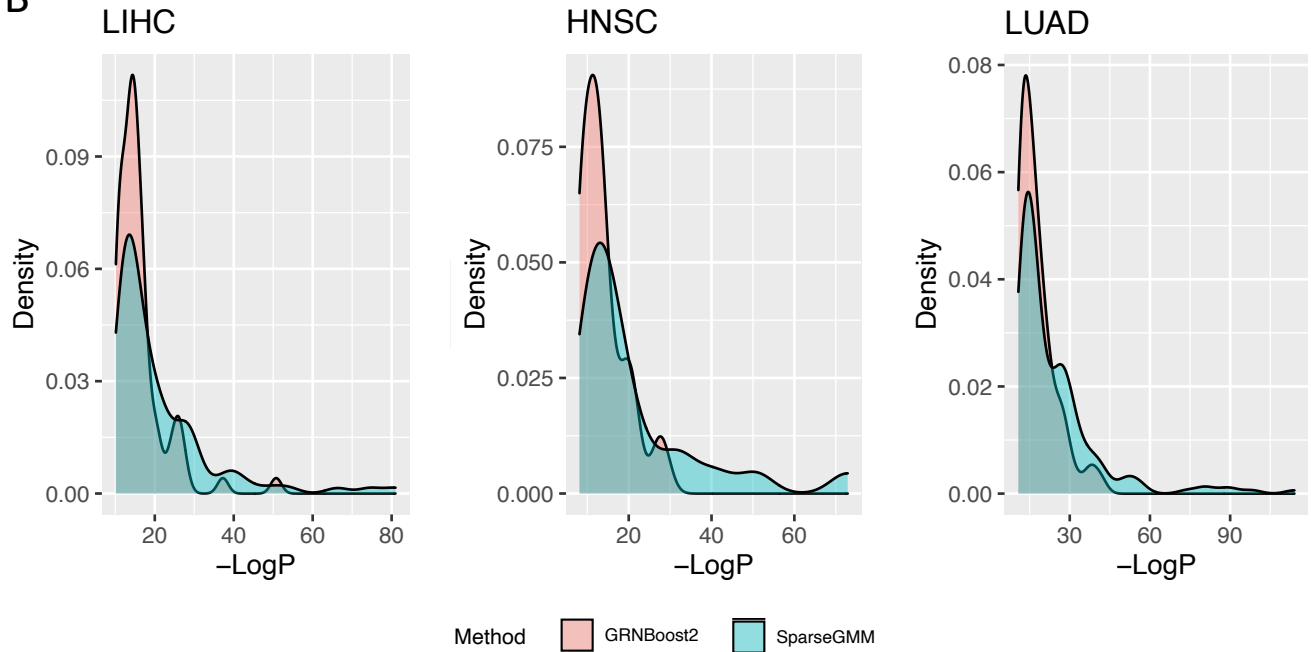 B
LIHC
HNSC
LUAD
Density
0.09
0.06
0.03
0.00
20 40 60 80
−LogP
Density
0.075
0.050
0.025
0.000
20 40 60
−LogP
Density
0.08
0.06
0.04
0.02
0.00
30 60 90
−LogP
Method GRNBoost2 SparseGMM